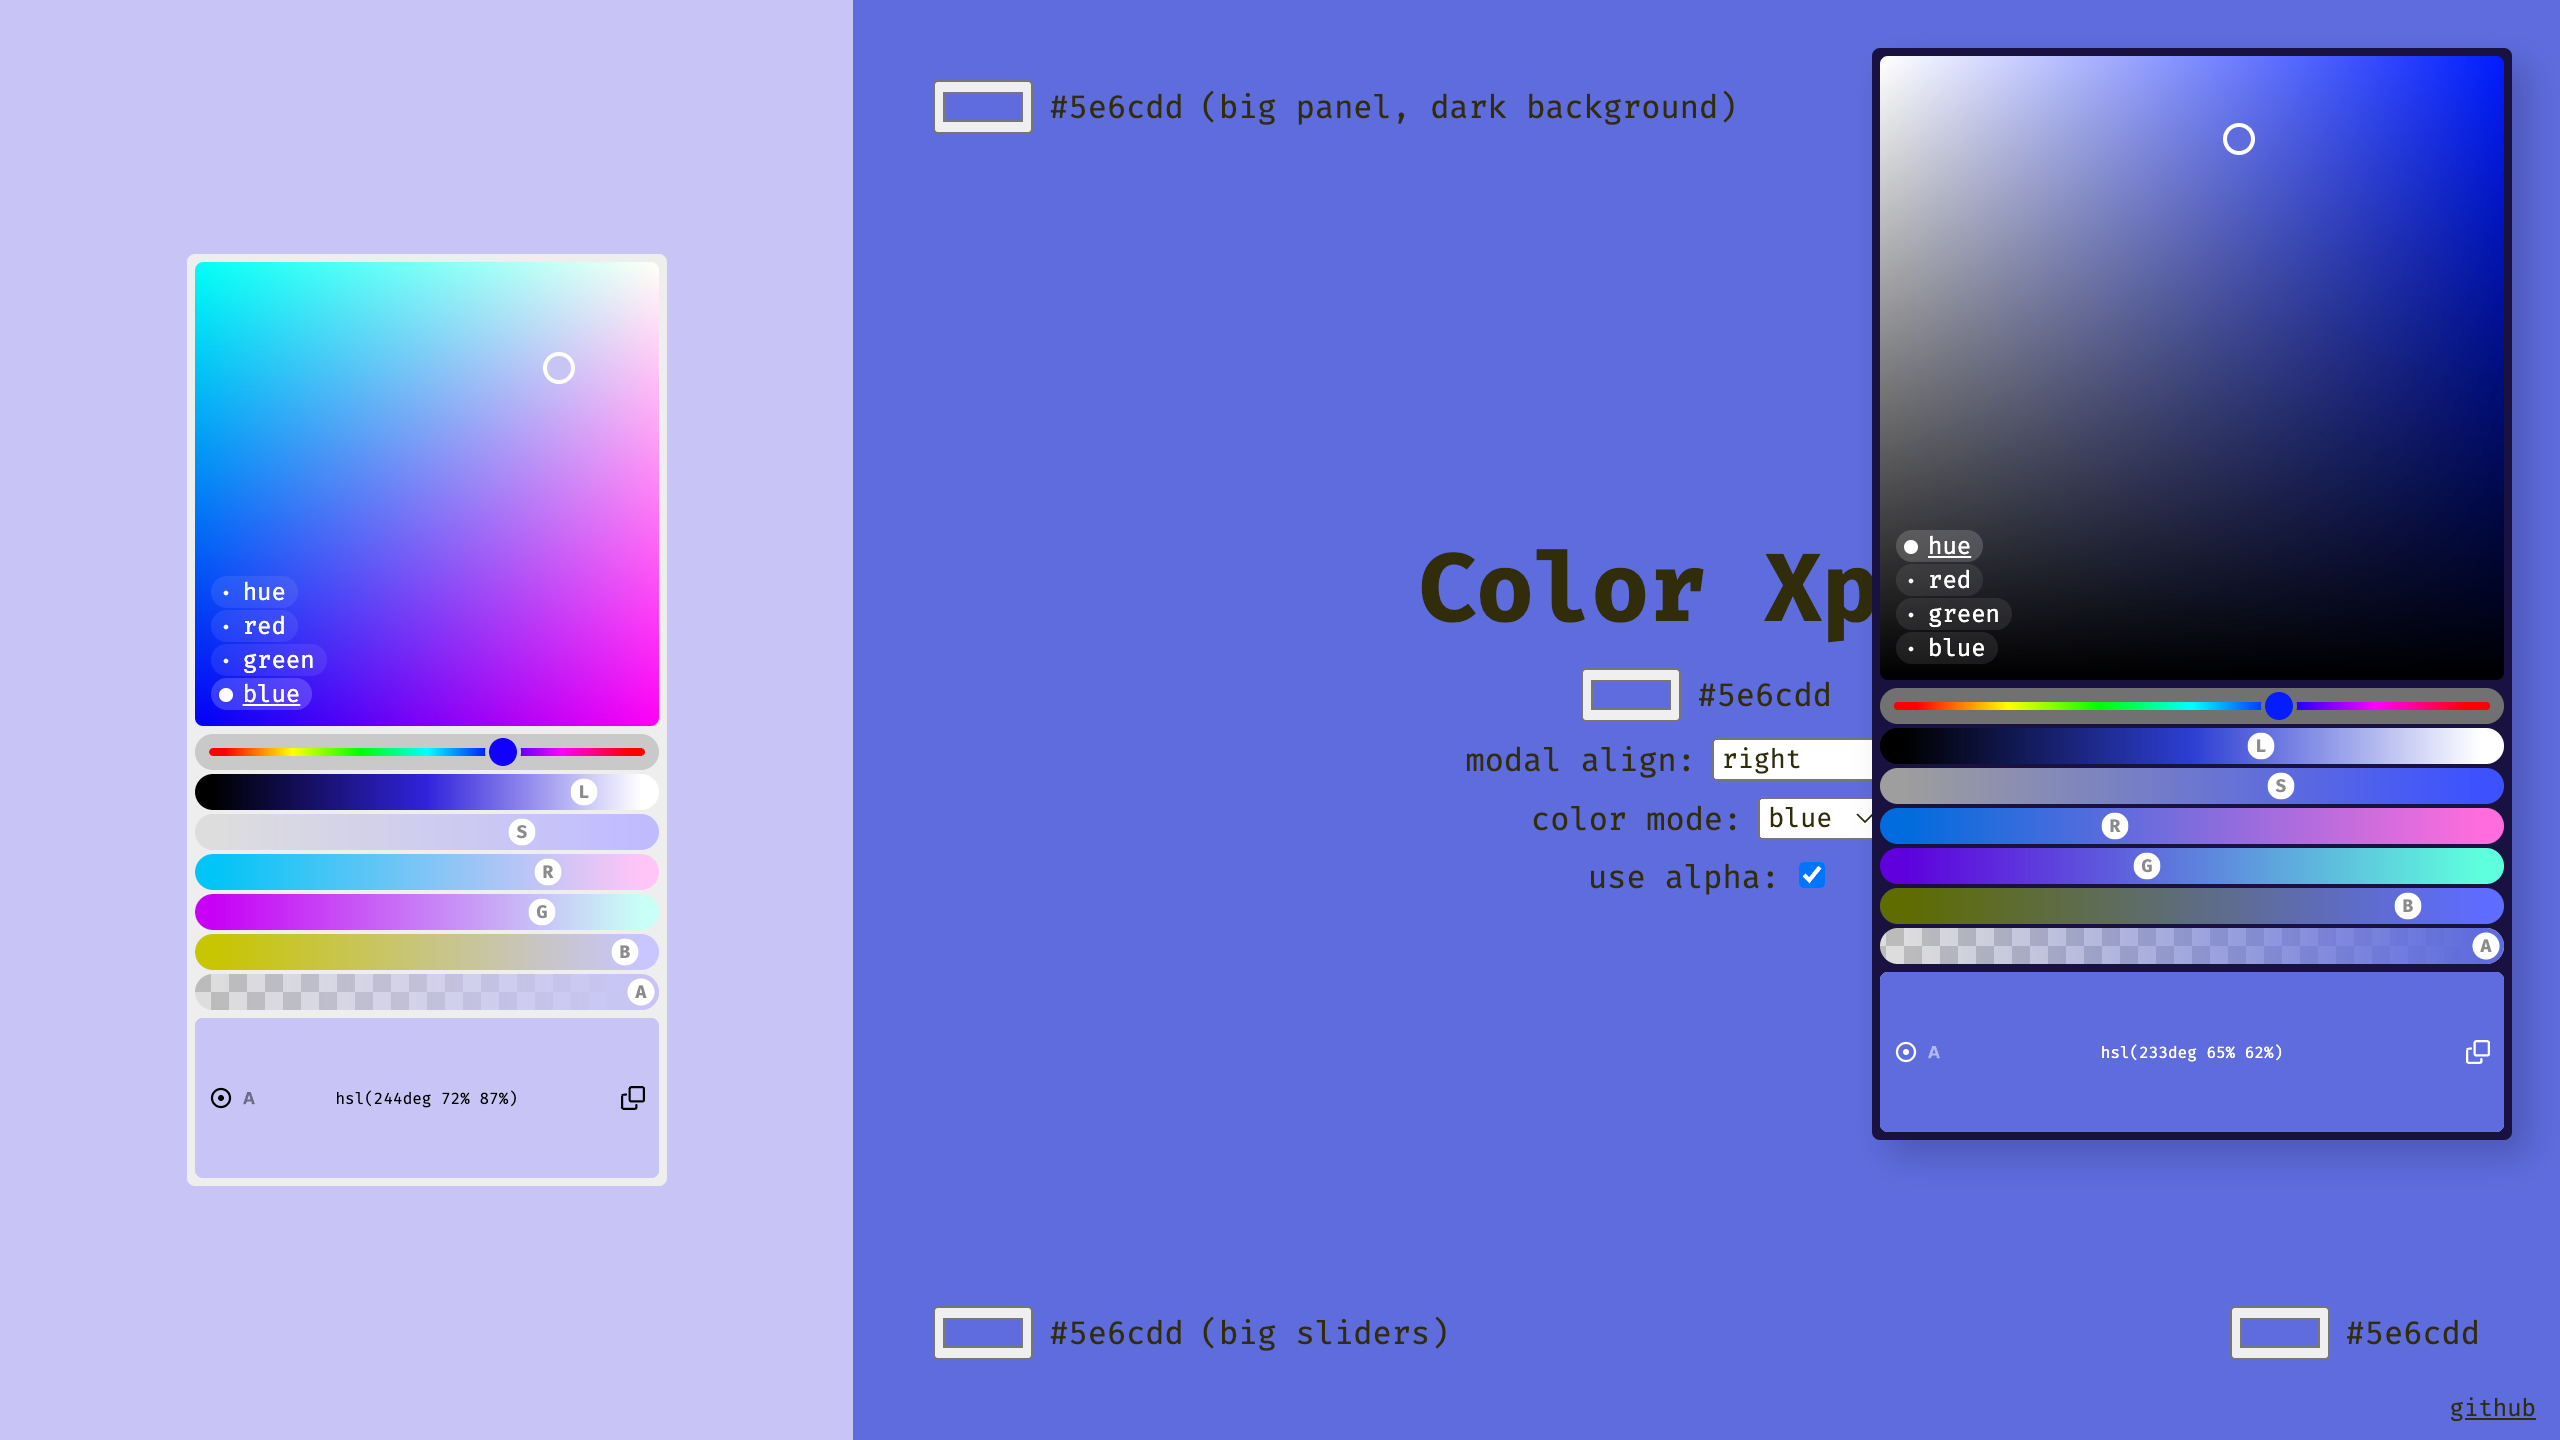 hue
red
green
blue
L
S
R
G
B
A
A hsl(244deg 72% 87%)
#5e6cdd (big panel, dark background)
Color Xp
#5e6cdd
modal align: right
color mode: blue
use alpha:
#5e6cdd (big sliders)
hue
red
green
blue
L
S
R
G
B
A
A hsl(233deg 65% 62%)
#5e6cdd
github